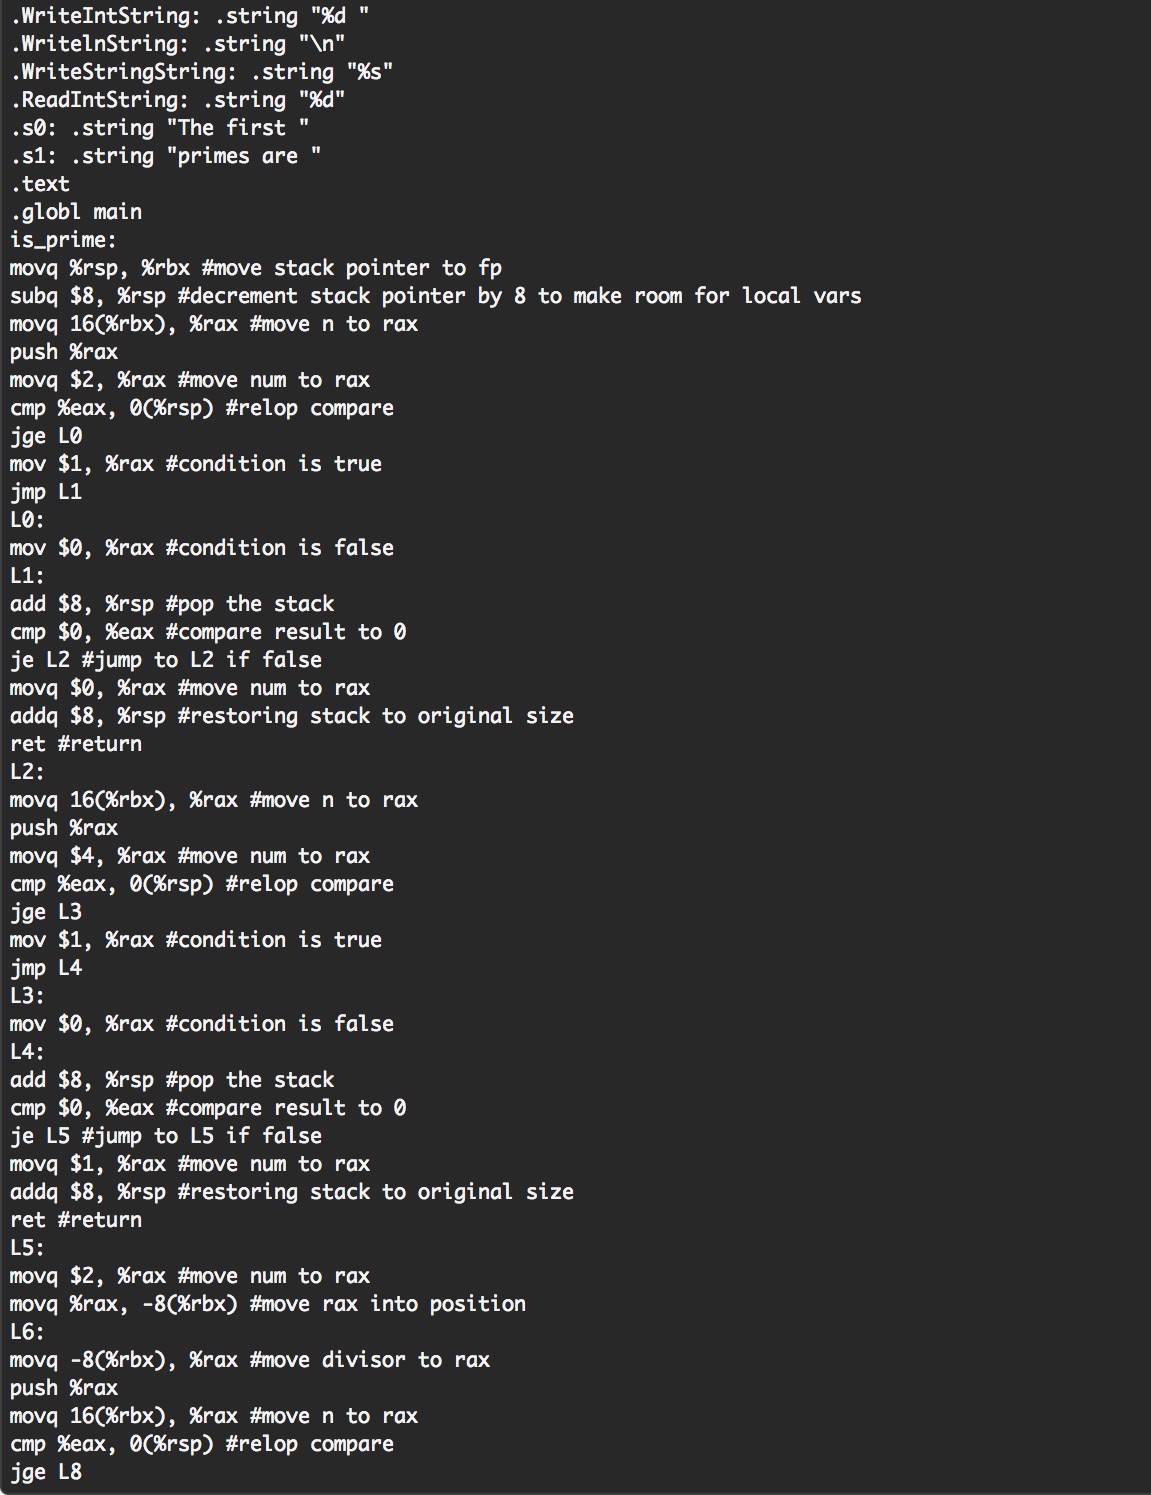 .WriteIntString: .string "%d "
.WritelnString: .string "\n"
.WriteStringString: .string "%s"
.ReadIntString: .string "%d"
.s0: .string "The first "
.s1: .string "primes are "
.text
.globl main
is_prime:
movq %rsp, %rbx #move stack pointer to fp
subq $8, %rsp #decrement stack pointer by 8 to make room for local vars
movq 16(%rbx), %rax #move n to rax
push %rax
movq $2, %rax #move num to rax
cmp %eax, 0(%rsp) #relop compare
jge L0
mov $1, %rax #condition is true
jmp L1
L0:
mov $0, %rax #condition is false
L1:
add $8, %rsp #pop the stack
cmp $0, %eax #compare result to 0
je L2 #jump to L2 if false
movq $0, %rax #move num to rax
addq $8, %rsp #restoring stack to original size
ret #return
L2:
movq 16(%rbx), %rax #move n to rax
push %rax
movq $4, %rax #move num to rax
cmp %eax, 0(%rsp) #relop compare
jge L3
mov $1, %rax #condition is true
jmp L4
L3:
mov $0, %rax #condition is false
L4:
add $8, %rsp #pop the stack
cmp $0, %eax #compare result to 0
je L5 #jump to L5 if false
movq $1, %rax #move num to rax
addq $8, %rsp #restoring stack to original size
ret #return
L5:
movq $2, %rax #move num to rax
movq %rax, -8(%rbx) #move rax into position
L6:
movq -8(%rbx), %rax #move divisor to rax
push %rax
movq 16(%rbx), %rax #move n to rax
cmp %eax, 0(%rsp) #relop compare
jge L8